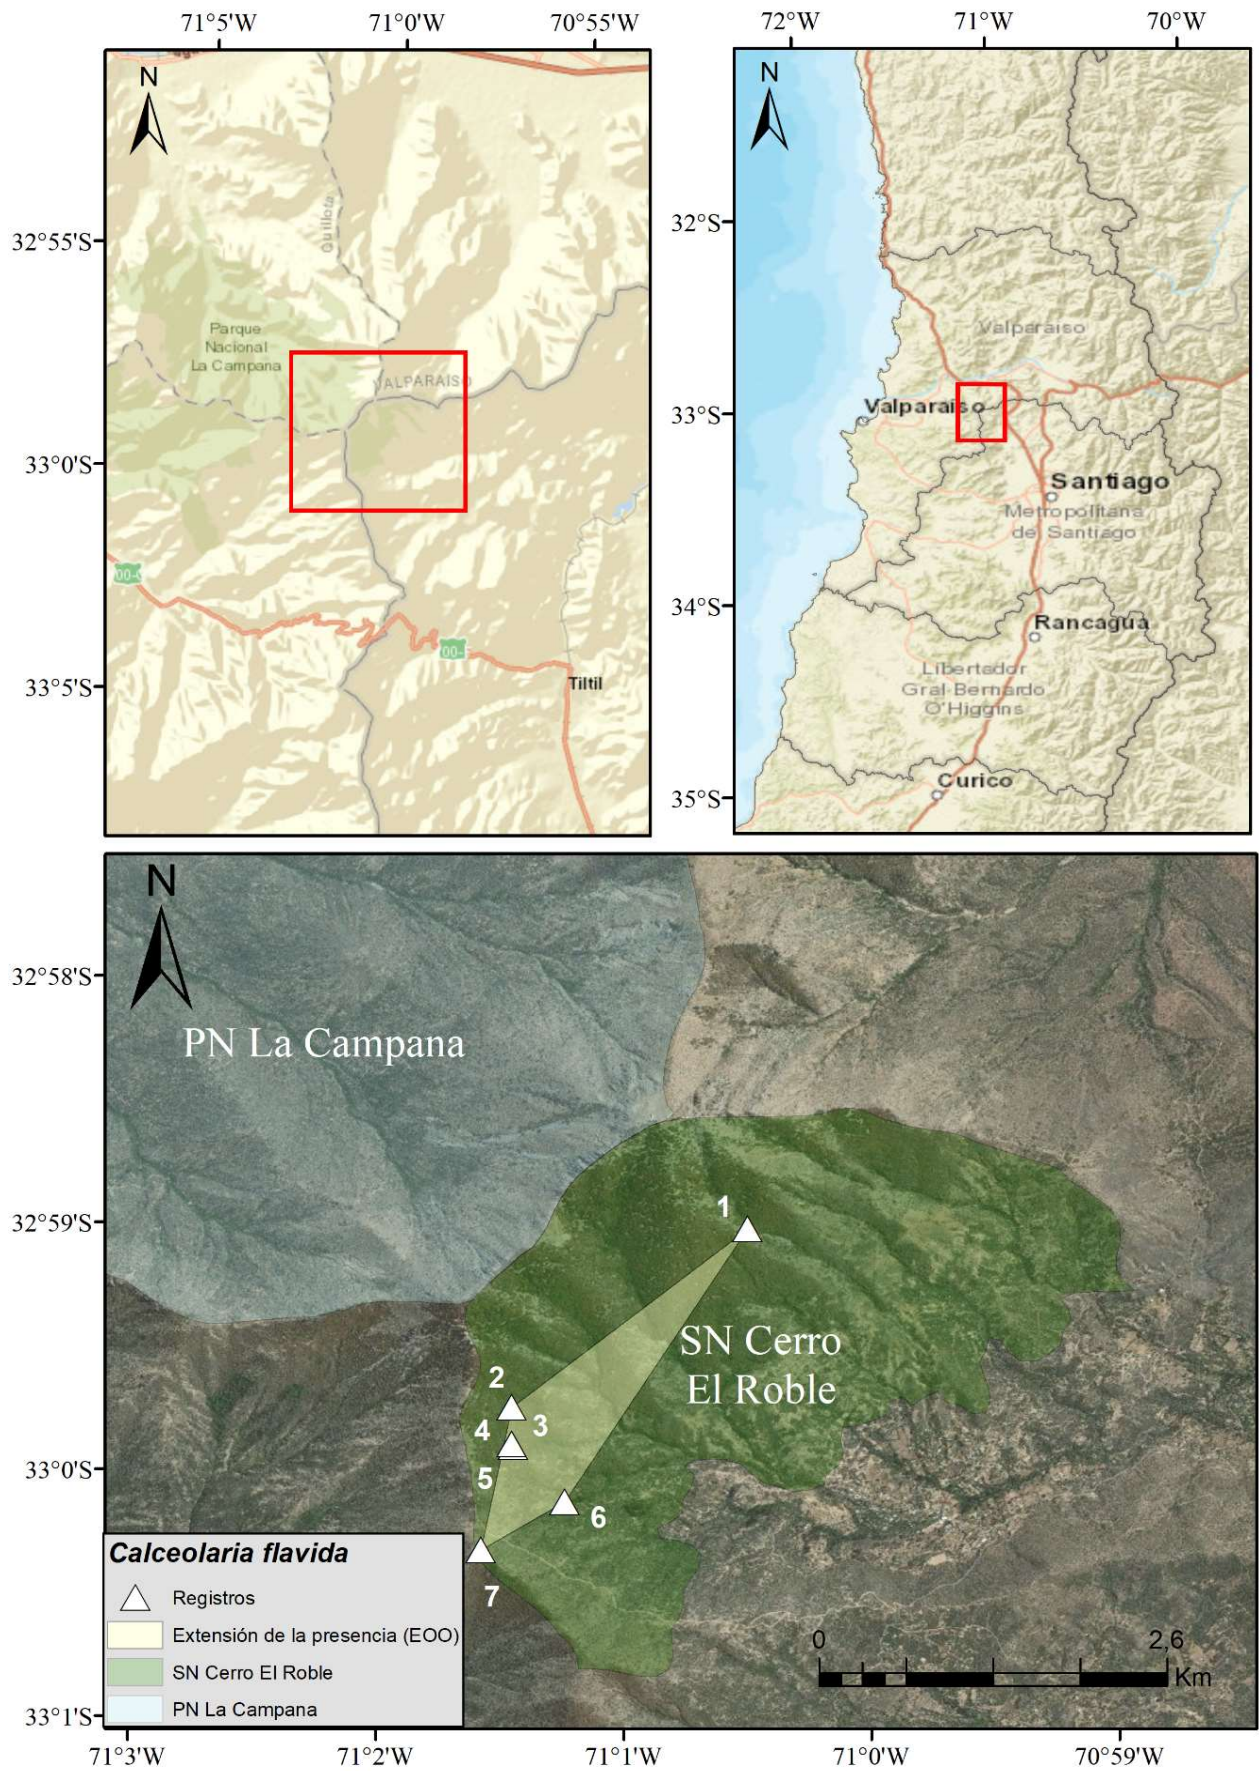 71°5'W
71°0'W
70°55'W
N
32°55'S
33°0'S
33°5'S
Quillota
Parque
Nacional
La Campana
VALPARAÍSO
Tiltil
72°W
71°W
70°W
N
32°S
33°S
34°S
35°S
Valparaíso
Valparaíso
Santiago
Metropolitana
de Santiago
Rancagua
Libertador
Gral Bernardo
O'Higgins
Curico
N
32°58'S
32°59'S
33°0'S
33°1'S
PN La Campana
1
SN Cerro
El Roble
2
4
3
5
6
7
Calceolaria flavida
Registros
Extensión de la presencia (EOO)
SN Cerro El Roble
PN La Campana
0
2,6
Km
71°3'W
71°2'W
71°1'W
71°0'W
70°59'W